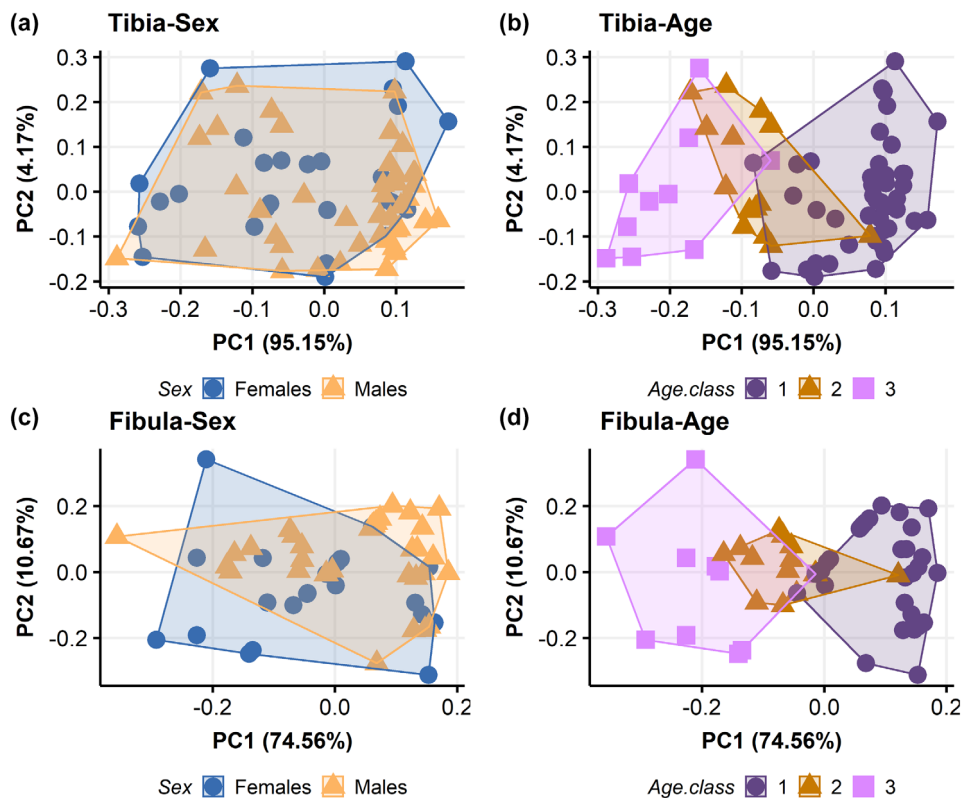 (a) Tibia-Sex
0.3
0.2
0.1
0.0
-0.1
-0.2
PC2 (4.17%)
-0.3 -0.2 -0.1 0.0 0.1
PC1 (95.15%)
Sex Females Males
(b) Tibia-Age
0.3
0.2
0.1
0.0
-0.1
-0.2
PC2 (4.17%)
-0.3 -0.2 -0.1 0.0 0.1
PC1 (95.15%)
Age.class 1 2 3
(c) Fibula-Sex
0.2
0.0
-0.2
PC2 (10.67%)
-0.2 0.0 0.2
PC1 (74.56%)
Sex Females Males
(d) Fibula-Age
0.2
0.0
-0.2
PC2 (10.67%)
-0.2 0.0 0.2
PC1 (74.56%)
Age.class 1 2 3